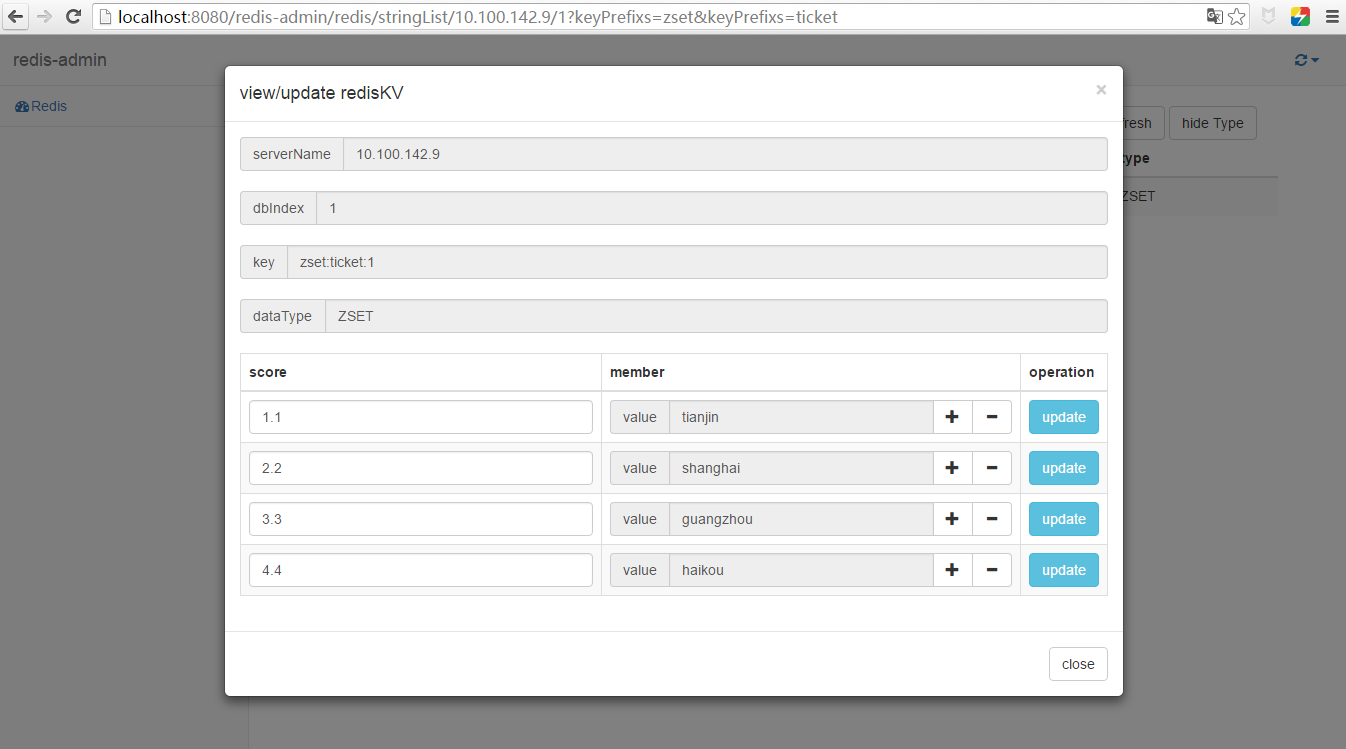 localhost:8080/redis-admin/redis/stringList/10.100.142.9/1?keyPrefixs=zset&keyPrefixs=ticket
redis-admin
Redis
view/update redisKV ×
hide Type
serverName 10.100.142.9
ZSET
dbIndex 1
key zset:ticket:1
dataType ZSET
score member operation
1.1 value tianjin + − update
2.2 value shanghai + − update
3.3 value guangzhou + − update
4.4 value haikou + − update
close